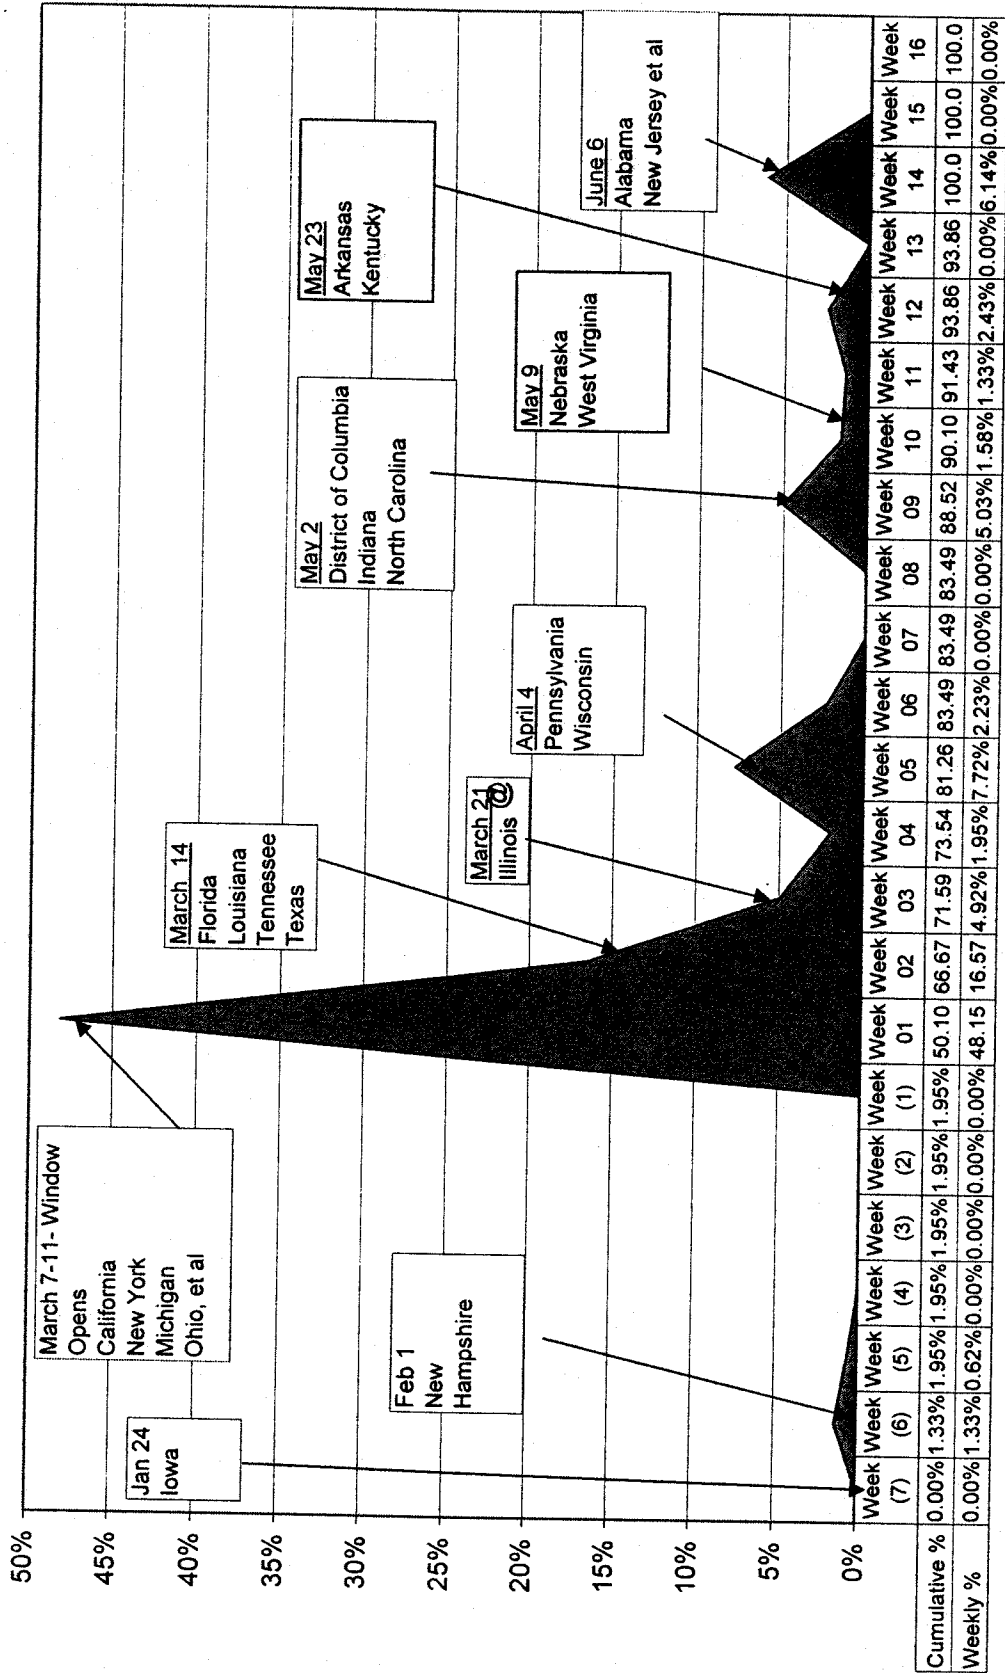 50%
45%
40%
35%
30%
25%
20%
15%
10%
5%
0%
Jan 24
Iowa
March 7-11- Window
Opens
California
New York
Michigan
Ohio, et al
Feb 1
New
Hampshire
March 14
Florida
Louisiana
Tennessee
Texas
March 21
Illinois @
April 4
Pennsylvania
Wisconsin
May 2
District of Columbia
Indiana
North Carolina
May 9
Nebraska
West Virginia
May 23
Arkansas
Kentucky
June 6
Alabama
New Jersey et al
Week Week Week Week Week Week Week Week Week Week Week Week Week Week Week Week Week Week Week Week Week Week Week
(7) (6) (5) (4) (3) (2) (1) 01 02 03 04 05 06 07 08 09 10 11 12 13 14 15 16
Cumulative % 0.00% 1.33% 1.95% 1.95% 1.95% 1.95% 1.95% 50.10 66.67 71.59 73.54 81.26 83.49 83.49 83.49 88.52 90.10 91.43 93.86 93.86 100.0 100.0 100.0
Weekly % 0.00% 1.33% 0.62% 0.00% 0.00% 0.00% 0.00% 48.15 16.57 4.92% 1.95% 7.72% 2.23% 0.00% 0.00% 5.03% 1.58% 1.33% 2.43% 0.00% 6.14% 0.00% 0.00%